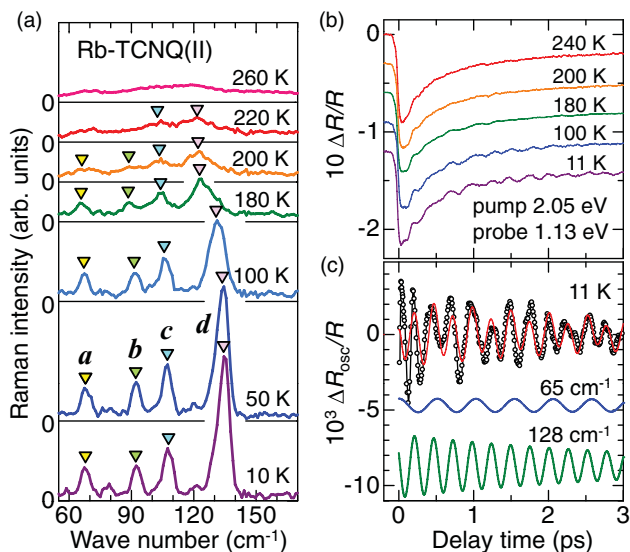 (a)
Rb-TCNQ(II)
260 K
220 K
200 K
180 K
100 K
50 K
10 K
a
b
c
d
0
0
0
0
0
0
0
Raman intensity (arb. units)
60 90 120 150
Wave number (cm⁻¹)
(b)
240 K
200 K
180 K
100 K
11 K
pump 2.05 eV
probe 1.13 eV
0
-1
-2
10 ΔR/R
(c)
11 K
65 cm⁻¹
128 cm⁻¹
0
-5
-10
10³ ΔR_osc/R
0 1 2 3
Delay time (ps)